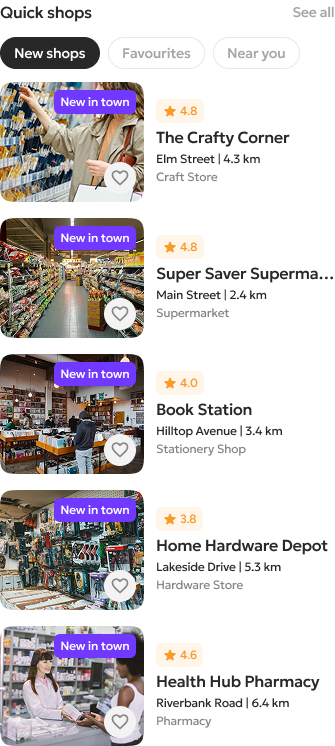 Quick shops
See all
New shops
Favourites
Near you
New in town
4.8
The Crafty Corner
Elm Street | 4.3 km
Craft Store
New in town
4.8
Super Saver Superma...
Main Street | 2.4 km
Supermarket
New in town
4.0
Book Station
Hilltop Avenue | 3.4 km
Stationery Shop
New in town
3.8
Home Hardware Depot
Lakeside Drive | 5.3 km
Hardware Store
New in town
4.6
Health Hub Pharmacy
Riverbank Road | 6.4 km
Pharmacy